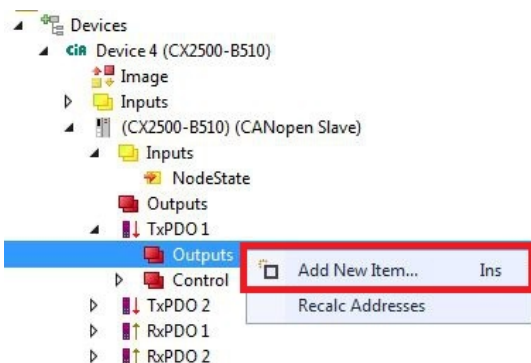 Devices
CiA Device 4 (CX2500-B510)
Image
Inputs
(CX2500-B510) (CANopen Slave)
Inputs
NodeState
Outputs
TxPDO 1
Outputs
Add New Item... Ins
Control
Recalc Addresses
TxPDO 2
RxPDO 1
RxPDO 2